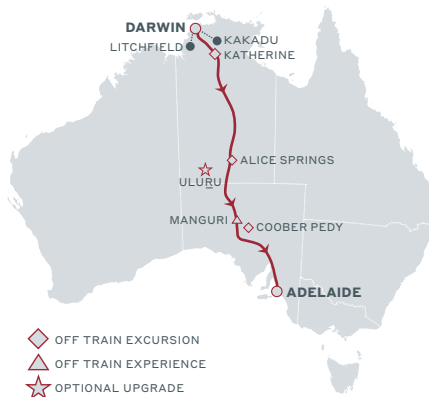 DARWIN
KAKADU
LITCHFIELD
KATHERINE
ALICE SPRINGS
ULURU
MANGURI
COOBER PEDY
ADELAIDE
OFF TRAIN EXCURSION
OFF TRAIN EXPERIENCE
OPTIONAL UPGRADE